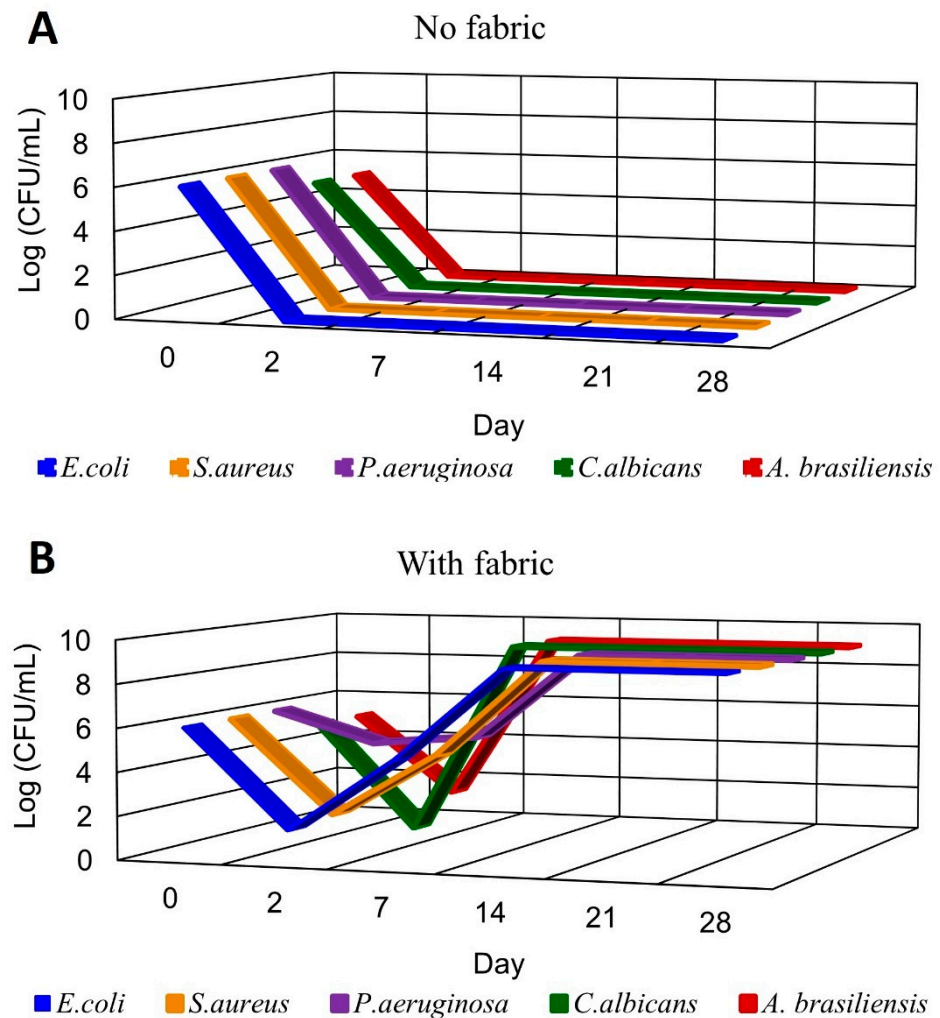 A
No fabric
Log (CFU/mL)
10
8
6
4
2
0
0 2 7 14 21 28
Day
E.coli S.aureus P.aeruginosa C.albicans A. brasiliensis
B
With fabric
Log (CFU/mL)
10
8
6
4
2
0
0 2 7 14 21 28
Day
E.coli S.aureus P.aeruginosa C.albicans A. brasiliensis